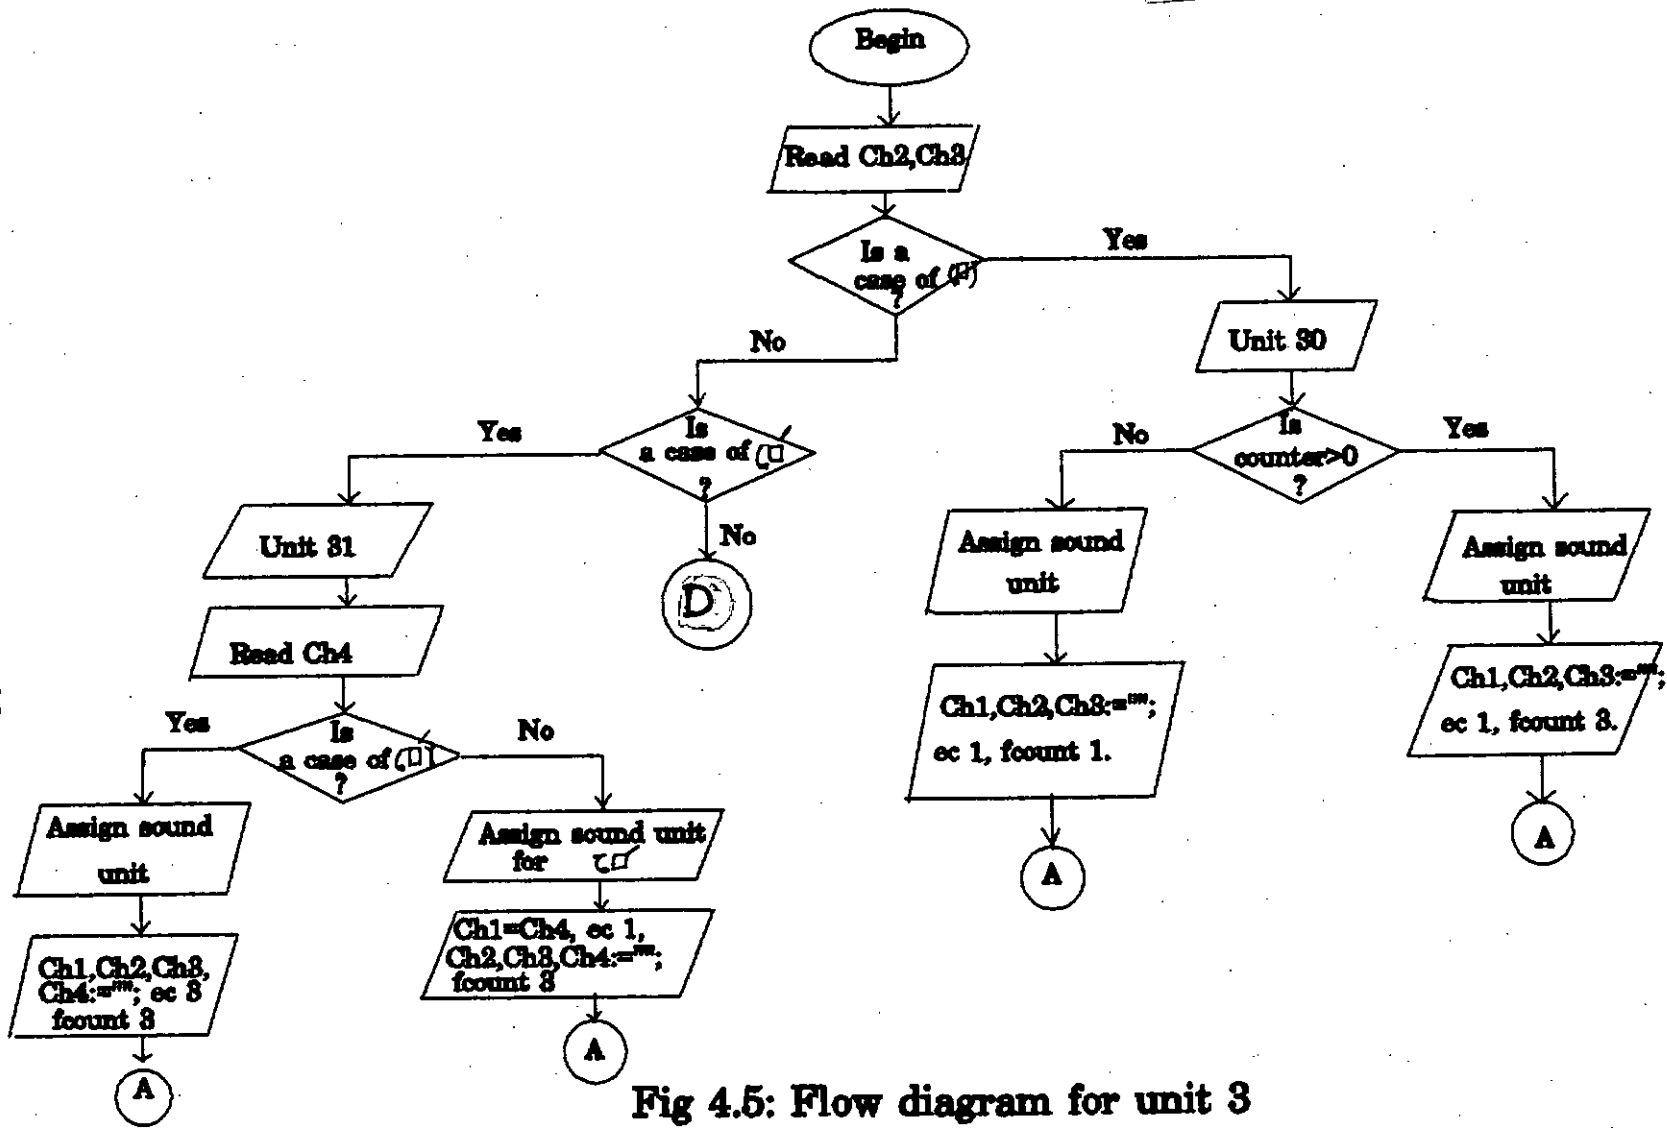 Begin
Read Ch2,Ch3
Is a
case of
?
Yes
No
Unit 30
Is
counter>0
?
No
Yes
Assign sound
unit
Ch1,Ch2,Ch3:="";
ec 1, fcount 1.
A
Assign sound
unit
Ch1,Ch2,Ch3:="";
ec 1, fcount 3.
A
Is
a case of
?
Yes
No
D
Unit 31
Read Ch4
Is
a case of
?
Yes
No
Assign sound
unit
Ch1,Ch2,Ch3,
Ch4:=""; ec 3
fcount 3
A
Assign sound unit
for
Ch1=Ch4, ec 1,
Ch2,Ch3,Ch4:="";
fcount 3
A
Fig 4.5: Flow diagram for unit 3